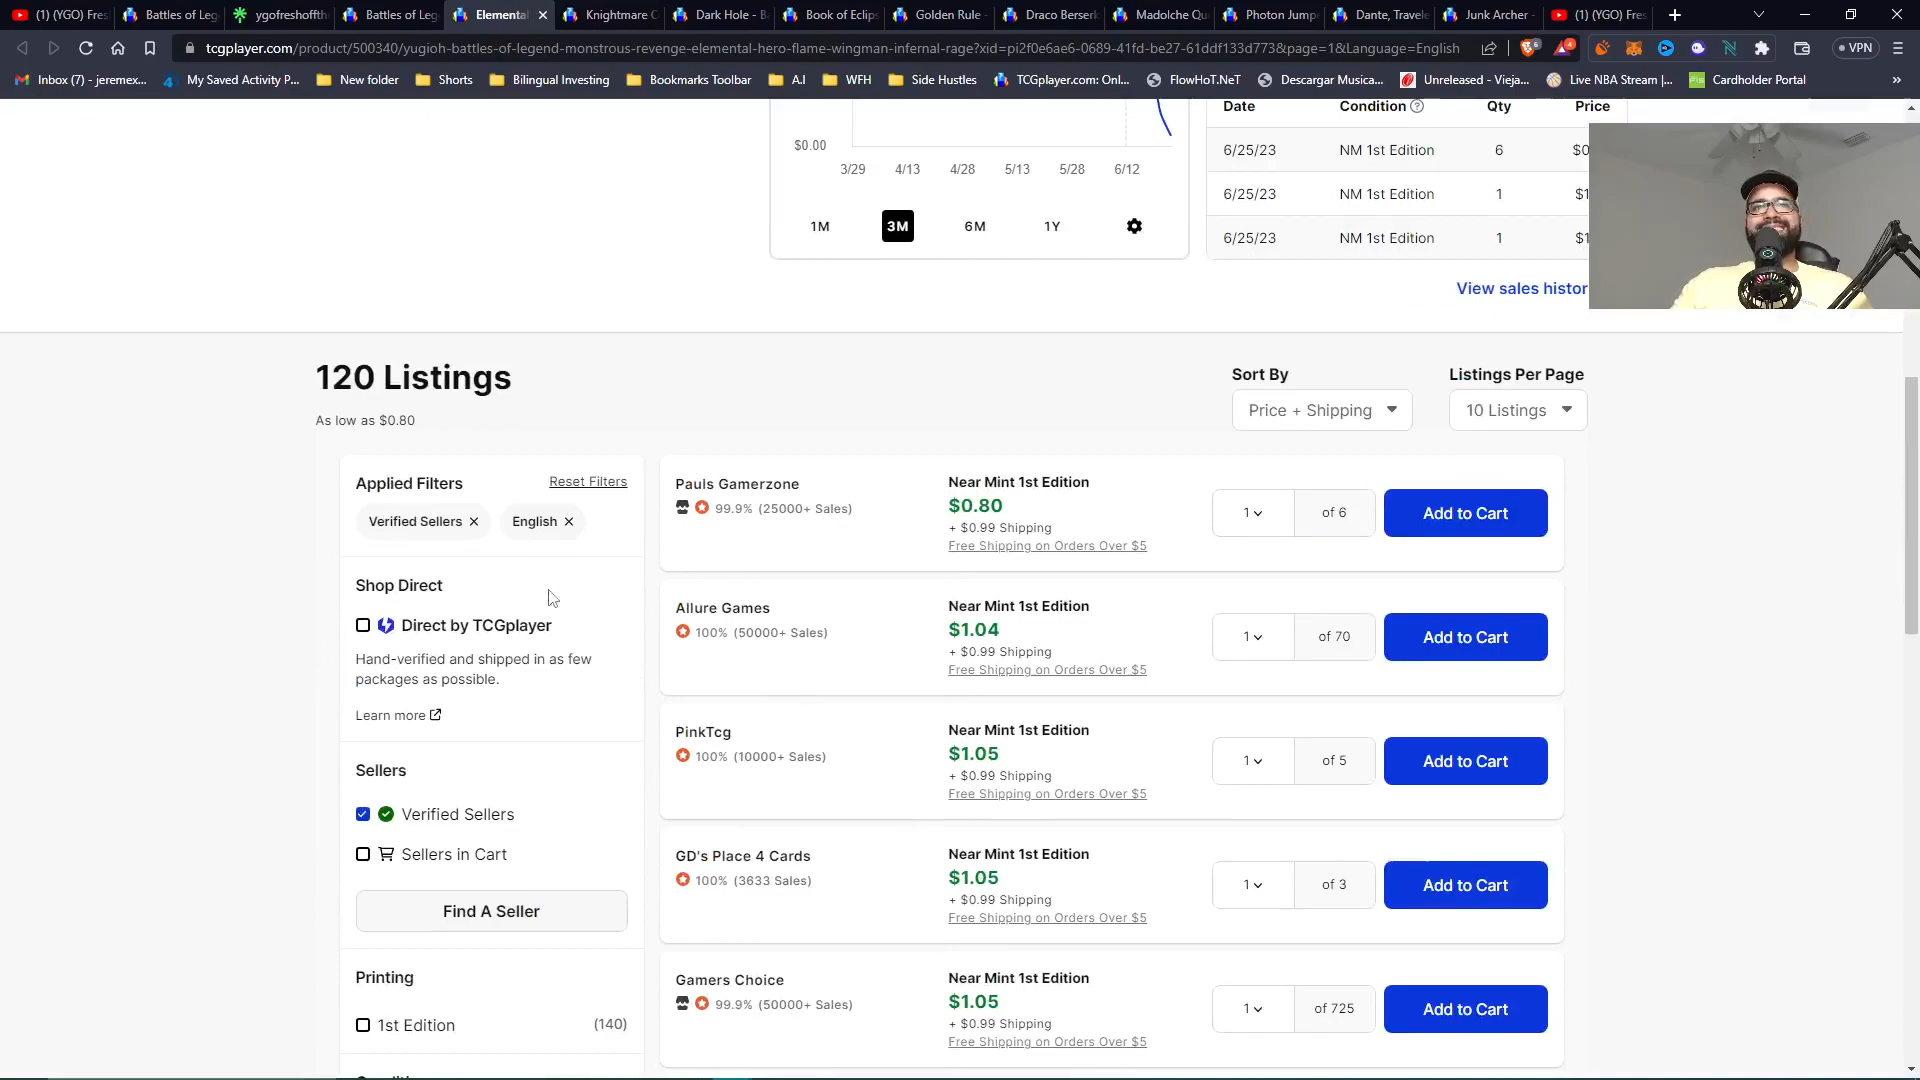 (1) (YGO) Fres
Battles of Leg
ygofreshoffth
Battles of Leg
Elementa
Knightmare C
Dark Hole - B
Book of Eclips
Golden Rule -
Draco Berserk
Madolche Qu
Photon Jump
Dante, Travele
Junk Archer -
(1) (YGO) Fres
tcgplayer.com/product/500340/yugioh-battles-of-legend-monstrous-revenge-elemental-hero-flame-wingman-infernal-rage?xid=pi2f0e6ae6-0689-41fd-be27-61ddf133d773&page=1&Language=English
VPN
Inbox (7) - jeremex...
My Saved Activity P...
New folder
Shorts
Bilingual Investing
Bookmarks Toolbar
A.I
WFH
Side Hustles
TCGplayer.com: Onl...
FlowHoT.NeT
Descargar Musica...
Unreleased - Vieja...
Live NBA Stream |...
Cardholder Portal
»
$0.00
3/29 4/13 4/28 5/13 5/28 6/12
1M 3M 6M 1Y
Date Condition Qty Price
6/25/23 NM 1st Edition 6 $0
6/25/23 NM 1st Edition 1 $1
6/25/23 NM 1st Edition 1 $1
View sales histor
120 Listings
As low as $0.80
Sort By
Price + Shipping
Listings Per Page
10 Listings
Applied Filters Reset Filters
Verified Sellers × English ×
Shop Direct
Direct by TCGplayer
Hand-verified and shipped in as few
packages as possible.
Learn more
Sellers
Verified Sellers
Sellers in Cart
Find A Seller
Printing
1st Edition (140)
Pauls Gamerzone
99.9% (25000+ Sales)
Near Mint 1st Edition
$0.80
+ $0.99 Shipping
Free Shipping on Orders Over $5
1 of 6 Add to Cart
Allure Games
100% (50000+ Sales)
Near Mint 1st Edition
$1.04
+ $0.99 Shipping
Free Shipping on Orders Over $5
1 of 70 Add to Cart
PinkTcg
100% (10000+ Sales)
Near Mint 1st Edition
$1.05
+ $0.99 Shipping
Free Shipping on Orders Over $5
1 of 5 Add to Cart
GD's Place 4 Cards
100% (3633 Sales)
Near Mint 1st Edition
$1.05
+ $0.99 Shipping
Free Shipping on Orders Over $5
1 of 3 Add to Cart
Gamers Choice
99.9% (50000+ Sales)
Near Mint 1st Edition
$1.05
+ $0.99 Shipping
Free Shipping on Orders Over $5
1 of 725 Add to Cart